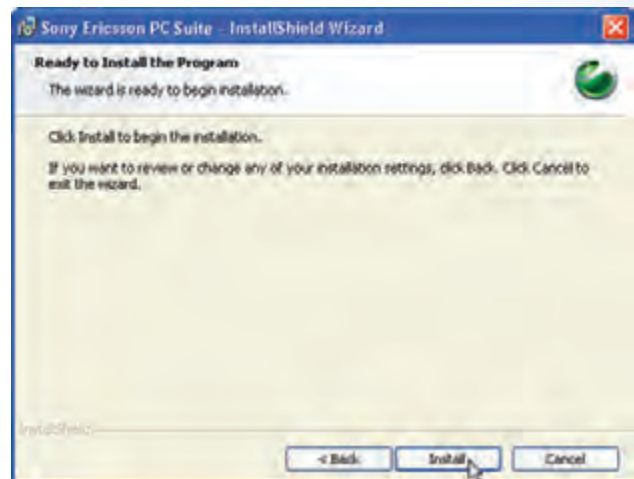 Sony Ericsson PC Suite - InstallShield Wizard
Ready to Install the Program
The wizard is ready to begin installation.
Click Install to begin the installation.
If you want to review or change any of your installation settings, click Back. Click Cancel to
exit the wizard.
InstallShield
< Back
Install
Cancel